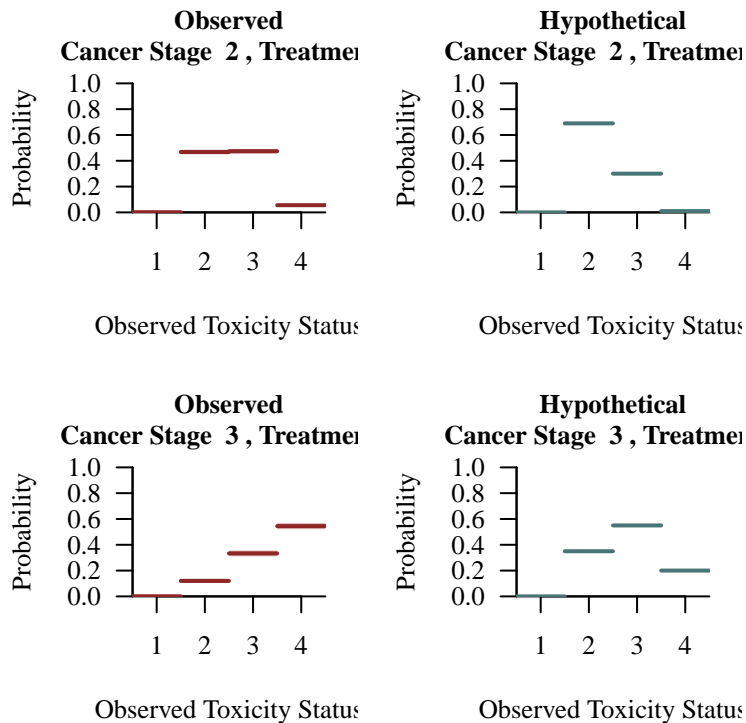 Observed
Cancer Stage 2 , Treatmen
Probability
1.0
0.8
0.6
0.4
0.2
0.0
1 2 3 4
Observed Toxicity Status
Hypothetical
Cancer Stage 2 , Treatmen
Probability
1.0
0.8
0.6
0.4
0.2
0.0
1 2 3 4
Observed Toxicity Status
Observed
Cancer Stage 3 , Treatmen
Probability
1.0
0.8
0.6
0.4
0.2
0.0
1 2 3 4
Observed Toxicity Status
Hypothetical
Cancer Stage 3 , Treatmen
Probability
1.0
0.8
0.6
0.4
0.2
0.0
1 2 3 4
Observed Toxicity Status